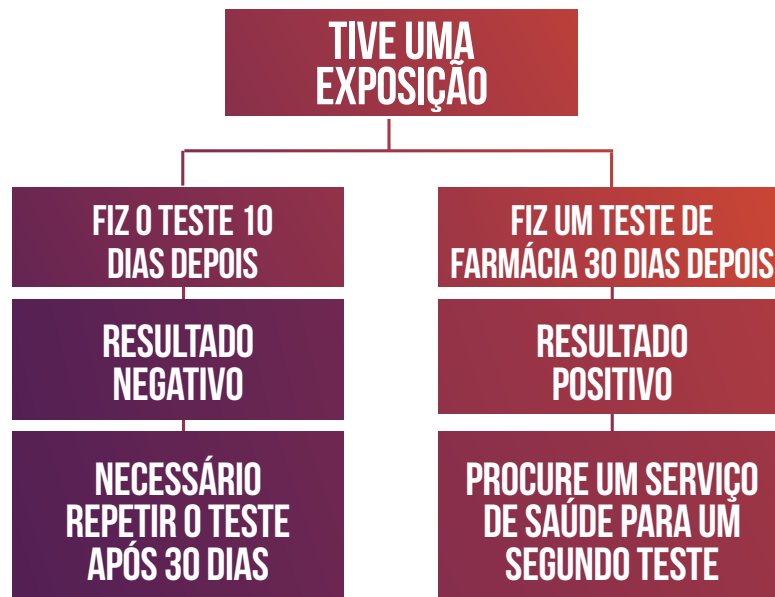 TIVE UMA
EXPOSIÇÃO
FIZ O TESTE 10
DIAS DEPOIS
RESULTADO
NEGATIVO
NECESSÁRIO
REPETIR O TESTE
APÓS 30 DIAS
FIZ UM TESTE DE
FARMÁCIA 30 DIAS DEPOIS
RESULTADO
POSITIVO
PROCURE UM SERVIÇO
DE SAÚDE PARA UM
SEGUNDO TESTE